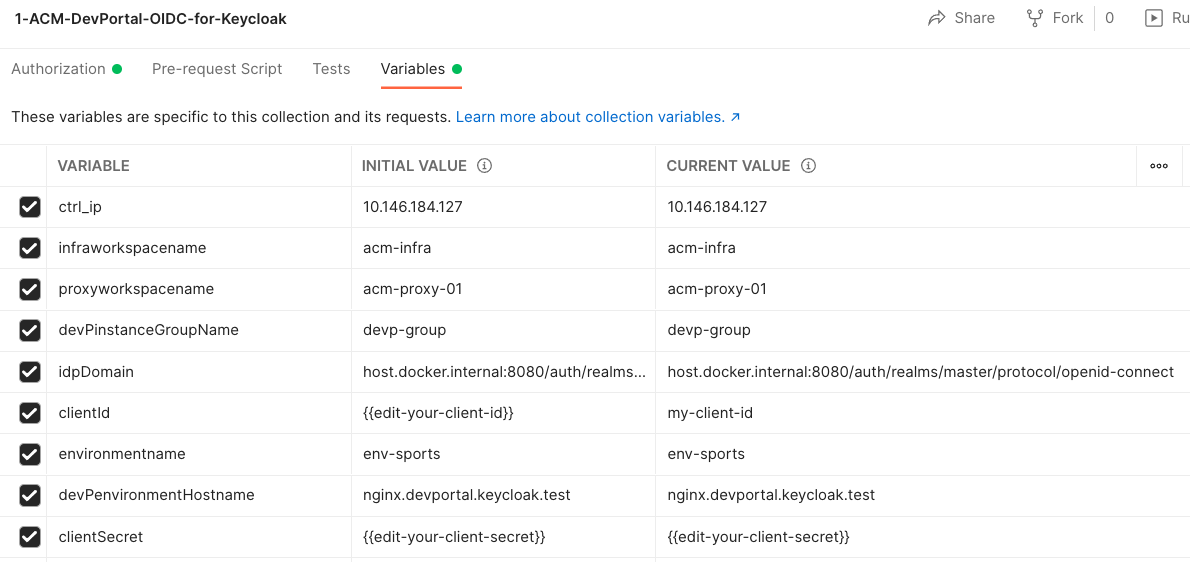 1-ACM-DevPortal-OIDC-for-Keycloak Share Fork 0 Ru
Authorization Pre-request Script Tests Variables
These variables are specific to this collection and its requests. Learn more about collection variables. ↗
VARIABLE INITIAL VALUE CURRENT VALUE
ctrl_ip 10.146.184.127 10.146.184.127
infraworkspacename acm-infra acm-infra
proxyworkspacename acm-proxy-01 acm-proxy-01
devPinstanceGroupName devp-group devp-group
idpDomain host.docker.internal:8080/auth/realms... host.docker.internal:8080/auth/realms/master/protocol/openid-connect
clientId {{edit-your-client-id}} my-client-id
environmentname env-sports env-sports
devPenvironmentHostname nginx.devportal.keycloak.test nginx.devportal.keycloak.test
clientSecret {{edit-your-client-secret}} {{edit-your-client-secret}}